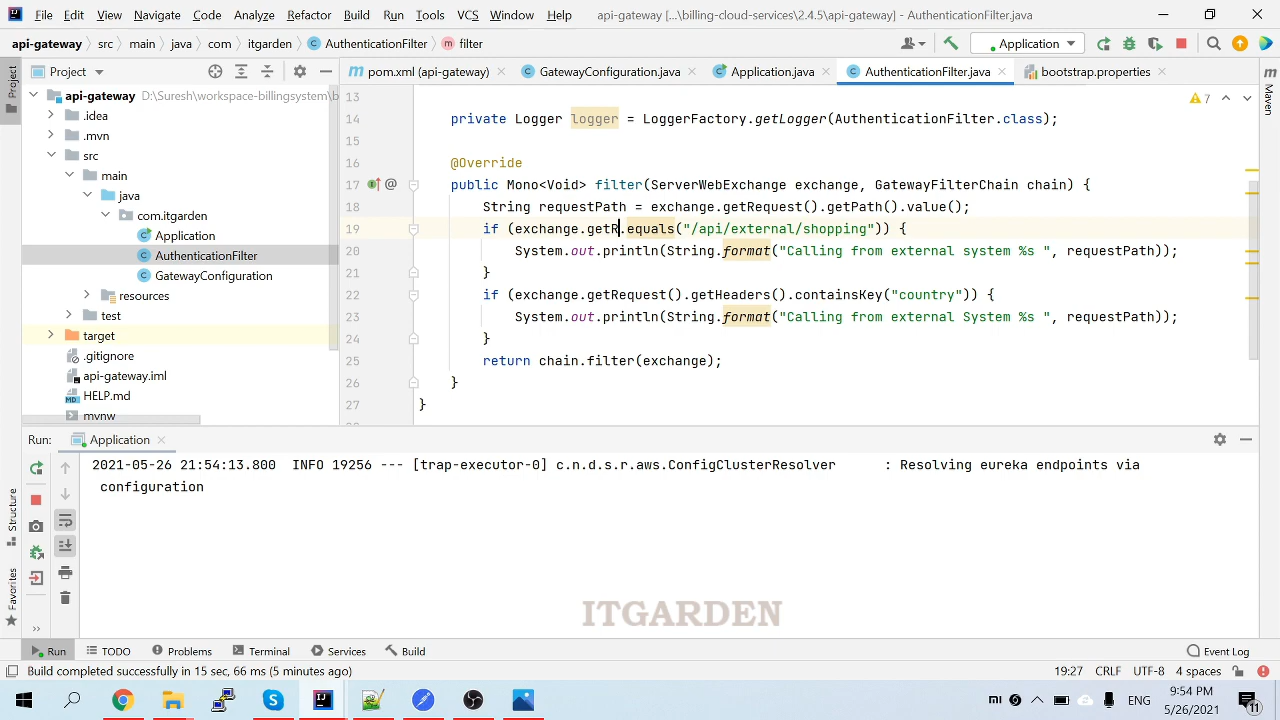 File Edit View Navigate Code Analyze Refactor Build Run Tools VCS Window Help api-gateway [...\billing-cloud-services\2.4.5\api-gateway] - AuthenticationFilter.java
api-gateway src main java com itgarden AuthenticationFilter filter Application
Project
pom.xml (api-gateway) GatewayConfiguration.java Application.java AuthenticationFilter.java bootstrap.properties
Project
Maven
Structure
Favorites
api-gateway D:\Suresh\workspace-billingsystem\b
.idea
.mvn
src
main
java
com.itgarden
Application
AuthenticationFilter
GatewayConfiguration
resources
test
target
.gitignore
api-gateway.iml
HELP.md
mvnw
7
13
14 private Logger logger = LoggerFactory.getLogger(AuthenticationFilter.class);
15
16 @Override
17 public Mono<Void> filter(ServerWebExchange exchange, GatewayFilterChain chain) {
18 String requestPath = exchange.getRequest().getPath().value();
19 if (exchange.getR.equals("/api/external/shopping")) {
20 System.out.println(String.format("Calling from external system %s ", requestPath));
21 }
22 if (exchange.getRequest().getHeaders().containsKey("country")) {
23 System.out.println(String.format("Calling from external System %s ", requestPath));
24 }
25 return chain.filter(exchange);
26 }
27 }
Run: Application
2021-05-26 21:54:13.800 INFO 19256 --- [trap-executor-0] c.n.d.s.r.aws.ConfigClusterResolver : Resolving eureka endpoints via
configuration
ITGARDEN
Run TODO Problems Terminal Services Build Event Log
Build completed successfully in 15 sec, 66 ms (5 minutes ago) 19:27 CRLF UTF-8 4 spaces
ENG 9:54 PM
5/26/2021 11